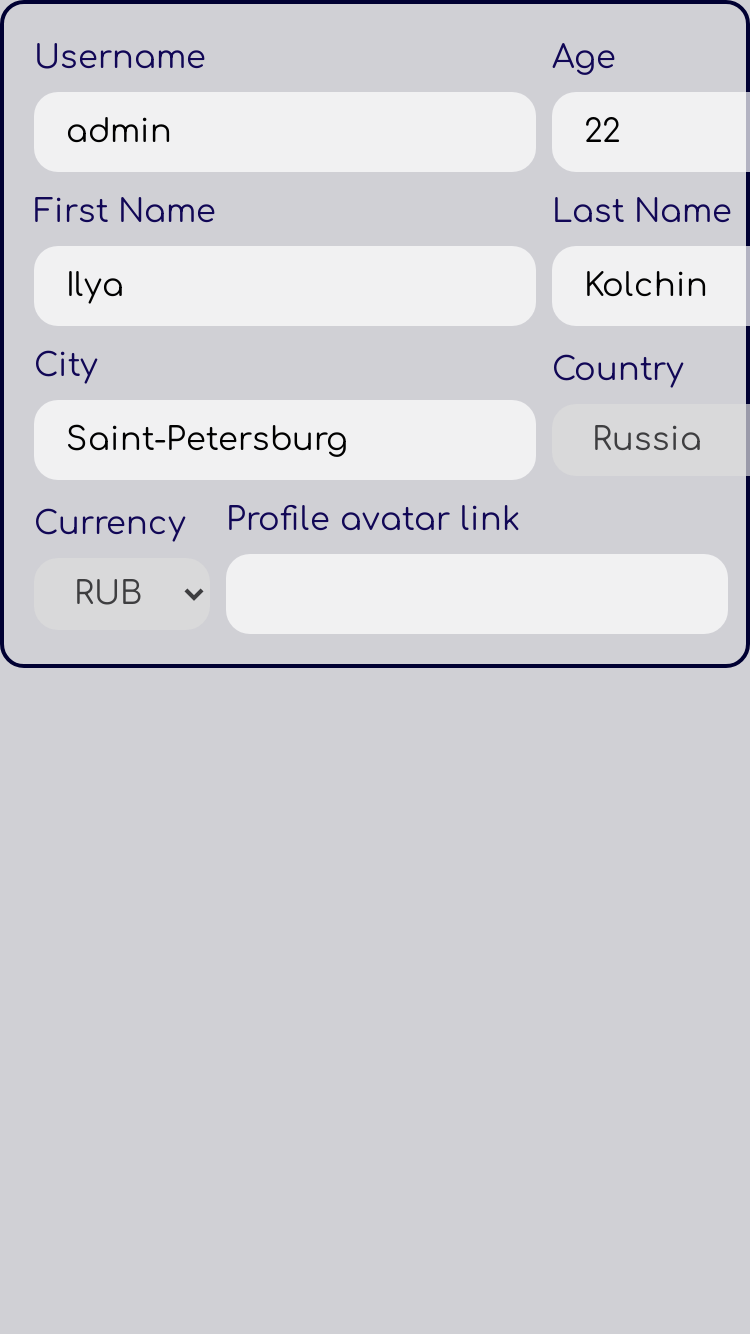 Username Age
admin 22
First Name Last Name
Ilya Kolchin
City Country
Saint-Petersburg Russia
Currency Profile avatar link
RUB